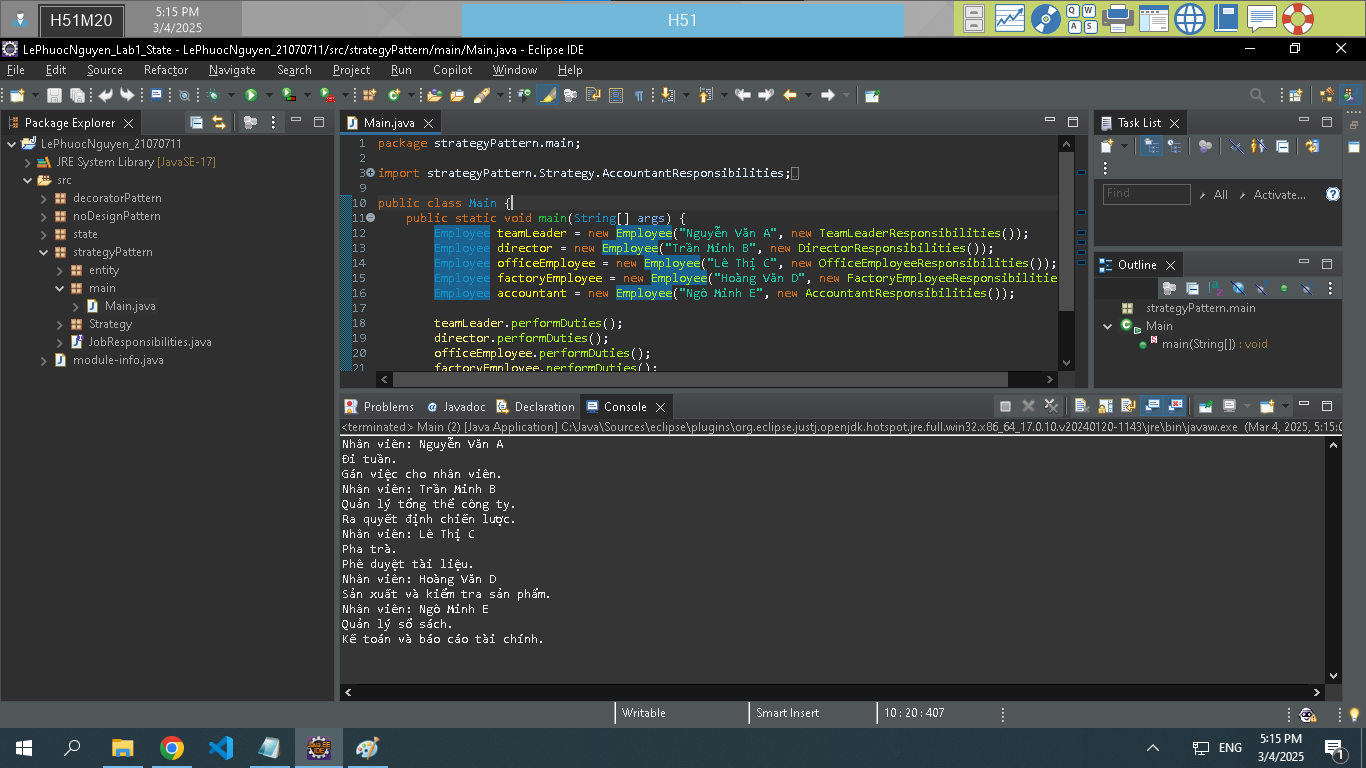 H51M20
5:15 PM
3/4/2025
H51
Q W
A S
LePhuocNguyen_Lab1_State - LePhuocNguyen_21070711/src/strategyPattern/main/Main.java - Eclipse IDE
File Edit Source Refactor Navigate Search Project Run Copilot Window Help
Package Explorer
LePhuocNguyen_21070711
JRE System Library [JavaSE-17]
src
decoratorPattern
noDesignPattern
state
strategyPattern
entity
main
Main.java
Strategy
JobResponsibilities.java
module-info.java
Main.java
1 package strategyPattern.main;
2
3 import strategyPattern.Strategy.AccountantResponsibilities;
9
10 public class Main {
11 public static void main(String[] args) {
12 Employee teamLeader = new Employee("Nguyễn Văn A", new TeamLeaderResponsibilities());
13 Employee director = new Employee("Trần Minh B", new DirectorResponsibilities());
14 Employee officeEmployee = new Employee("Lê Thị C", new OfficeEmployeeResponsibilities());
15 Employee factoryEmployee = new Employee("Hoàng Văn D", new FactoryEmployeeResponsibilitie
16 Employee accountant = new Employee("Ngô Minh E", new AccountantResponsibilities());
17
18 teamLeader.performDuties();
19 director.performDuties();
20 officeEmployee.performDuties();
21 factoryEmployee.performDuties();
Task List
Find
All
Activate...
Outline
strategyPattern.main
Main
main(String[]) : void
Problems Javadoc Declaration Console
<terminated> Main (2) [Java Application] C:\Java\Sources\eclipse\plugins\org.eclipse.justj.openjdk.hotspot.jre.full.win32.x86_64_17.0.10.v20240120-1143\jre\bin\javaw.exe (Mar 4, 2025, 5:15:0
Nhân viên: Nguyễn Văn A
Đi tuần.
Gán việc cho nhân viên.
Nhân viên: Trần Minh B
Quản lý tổng thể công ty.
Ra quyết định chiến lược.
Nhân viên: Lê Thị C
Pha trà.
Phê duyệt tài liệu.
Nhân viên: Hoàng Văn D
Sản xuất và kiểm tra sản phẩm.
Nhân viên: Ngô Minh E
Quản lý sổ sách.
Kế toán và báo cáo tài chính.
Writable
Smart Insert
10 : 20 : 407
ENG
5:15 PM
3/4/2025
1